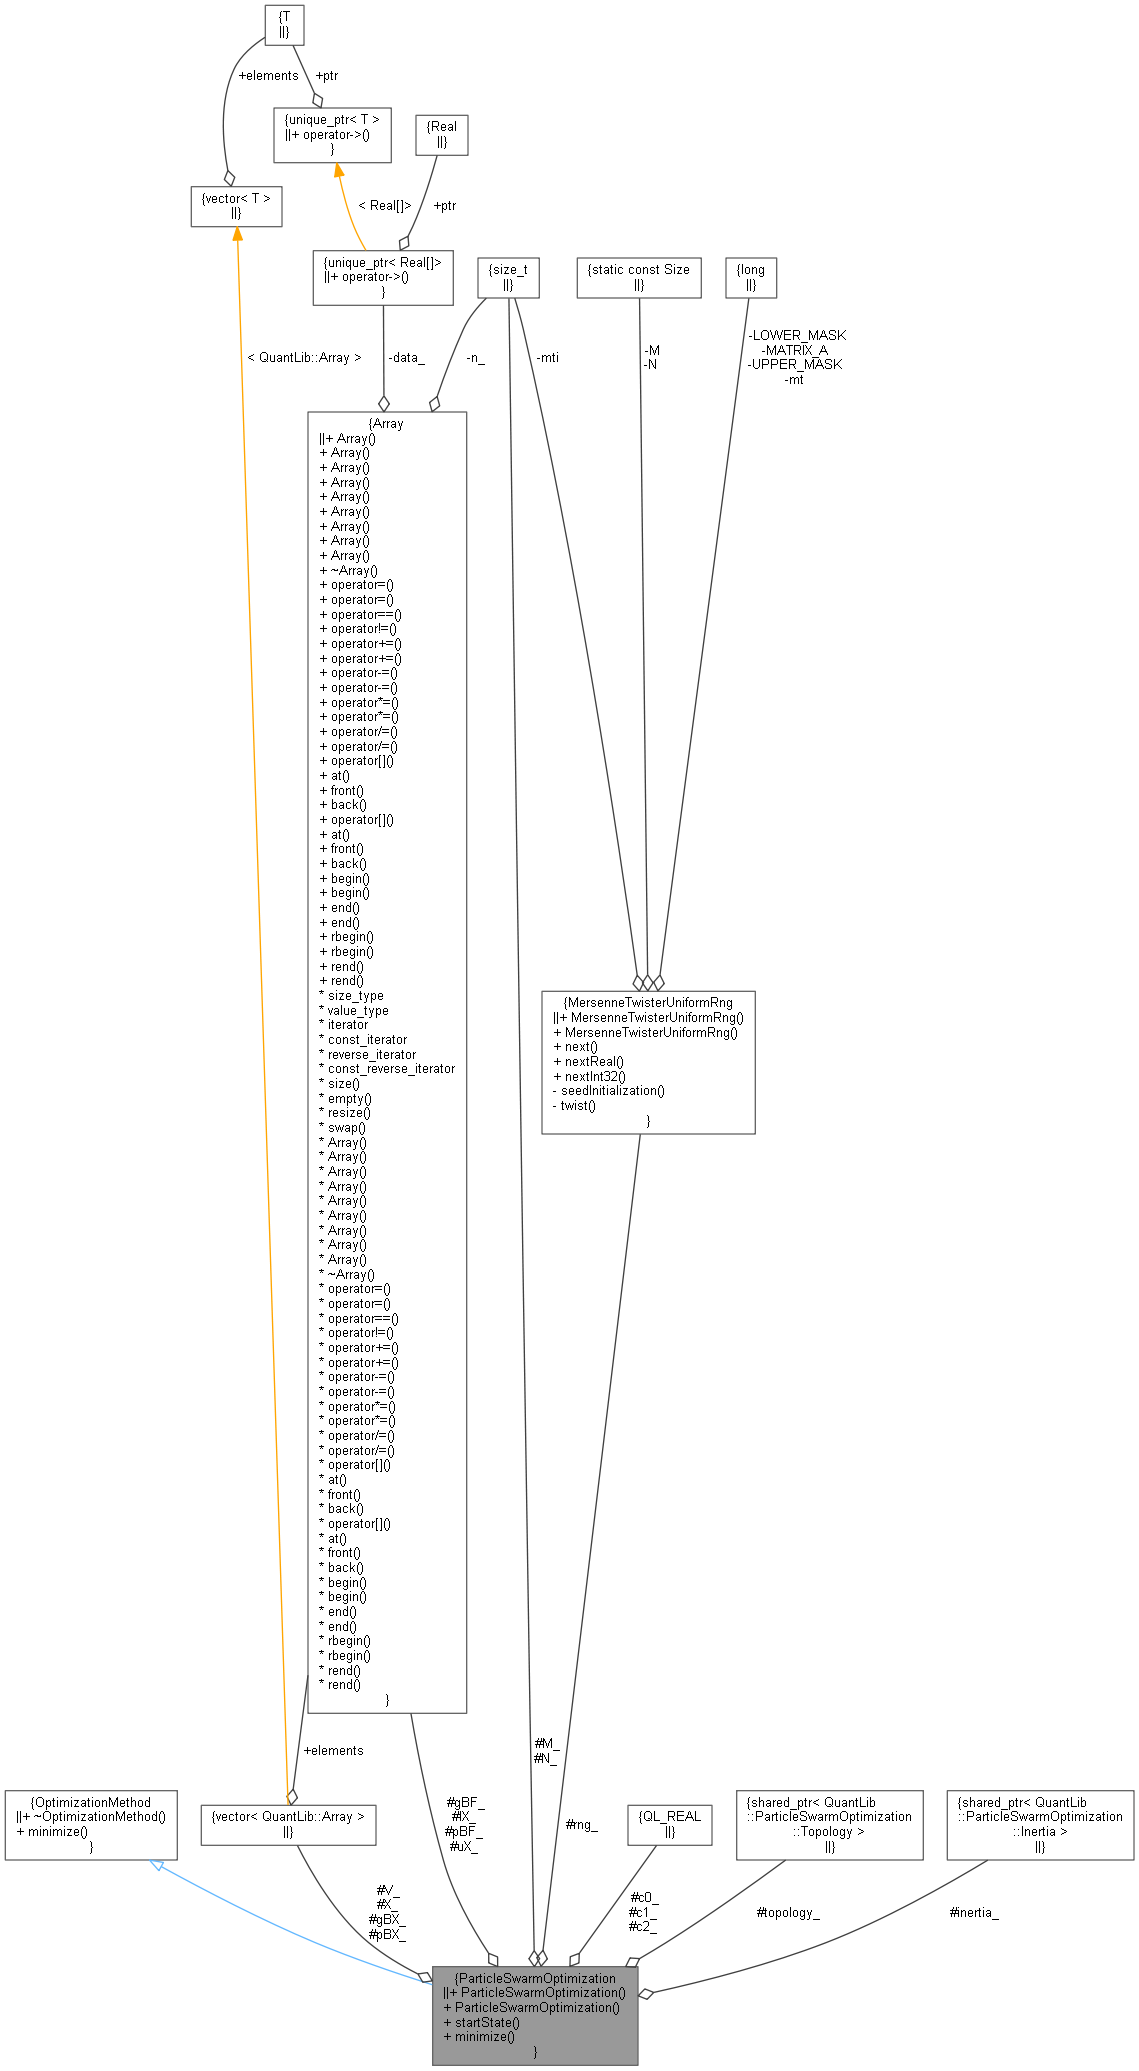 {T
||}
+elements
+ptr
{unique_ptr< T >
||+ operator->()
}
{Real
||}
{vector< T >
||}
< Real[]>
+ptr
{unique_ptr< Real[]>
||+ operator->()
}
{size_t
||}
{static const Size
||}
{long
||}
< QuantLib::Array >
-data_
-n_
-mti
-M
-N
-LOWER_MASK
-MATRIX_A
-UPPER_MASK
-mt
{Array
||+ Array()
+ Array()
+ Array()
+ Array()
+ Array()
+ Array()
+ Array()
+ Array()
+ Array()
+ ~Array()
+ operator=()
+ operator=()
+ operator==()
+ operator!=()
+ operator+=()
+ operator+=()
+ operator-=()
+ operator-=()
+ operator*=()
+ operator*=()
+ operator/=()
+ operator/=()
+ operator[]()
+ at()
+ front()
+ back()
+ operator[]()
+ at()
+ front()
+ back()
+ begin()
+ begin()
+ end()
+ end()
+ rbegin()
+ rbegin()
+ rend()
+ rend()
* size_type
* value_type
* iterator
* const_iterator
* reverse_iterator
* const_reverse_iterator
* size()
* empty()
* resize()
* swap()
* Array()
* Array()
* Array()
* Array()
* Array()
* Array()
* Array()
* Array()
* Array()
* ~Array()
* operator=()
* operator=()
* operator==()
* operator!=()
* operator+=()
* operator+=()
* operator-=()
* operator-=()
* operator*=()
* operator*=()
* operator/=()
* operator/=()
* operator[]()
* at()
* front()
* back()
* operator[]()
* at()
* front()
* back()
* begin()
* begin()
* end()
* end()
* rbegin()
* rbegin()
* rend()
* rend()
}
{MersenneTwisterUniformRng
||+ MersenneTwisterUniformRng()
+ MersenneTwisterUniformRng()
+ next()
+ nextReal()
+ nextInt32()
- seedInitialization()
- twist()
}
+elements
#M_
#N_
{OptimizationMethod
||+ ~OptimizationMethod()
+ minimize()
}
{vector< QuantLib::Array >
||}
#gBF_
#lX_
#pBF_
#uX_
#rng_
{QL_REAL
||}
{shared_ptr< QuantLib
::ParticleSwarmOptimization
::Topology >
||}
{shared_ptr< QuantLib
::ParticleSwarmOptimization
::Inertia >
||}
#V_
#X_
#gBX_
#pBX_
#c0_
#c1_
#c2_
#topology_
#inertia_
{ParticleSwarmOptimization
||+ ParticleSwarmOptimization()
+ ParticleSwarmOptimization()
+ startState()
+ minimize()
}